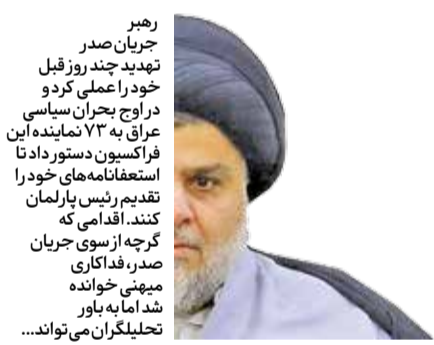 رهبر
جریان صدر
تهدید چند روز قبل
خود را عملی کرد و
در اوج بحران سیاسی
عراق به ۷۳ نماینده این
فراکسیون دستور داد تا
استعفانامه‌های خود را
تقدیم رئیس پارلمان
کنند. اقدامی که
گرچه از سوی جریان
صدر، فداکاری
میهنی خوانده
شد اما به باور
تحلیلگران می‌تواند...